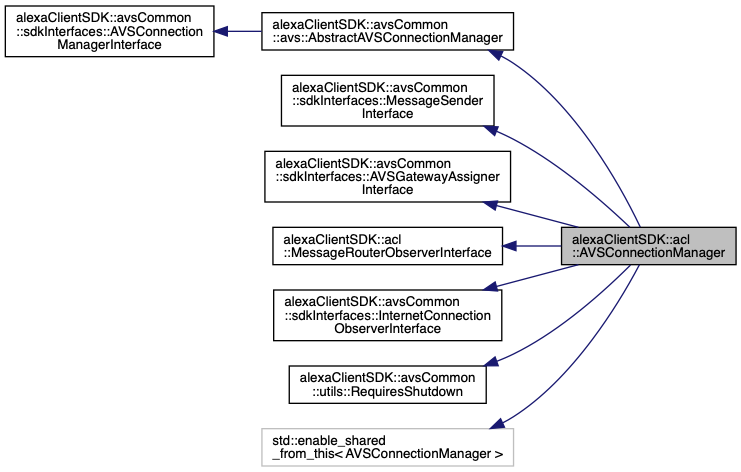 alexaClientSDK::avsCommon
::sdkInterfaces::AVSConnection
ManagerInterface
alexaClientSDK::avsCommon
::avs::AbstractAVSConnectionManager
alexaClientSDK::avsCommon
::sdkInterfaces::MessageSender
Interface
alexaClientSDK::avsCommon
::sdkInterfaces::AVSGatewayAssigner
Interface
alexaClientSDK::acl
::MessageRouterObserverInterface
alexaClientSDK::acl
::AVSConnectionManager
alexaClientSDK::avsCommon
::sdkInterfaces::InternetConnection
ObserverInterface
alexaClientSDK::avsCommon
::utils::RequiresShutdown
std::enable_shared
_from_this< AVSConnectionManager >